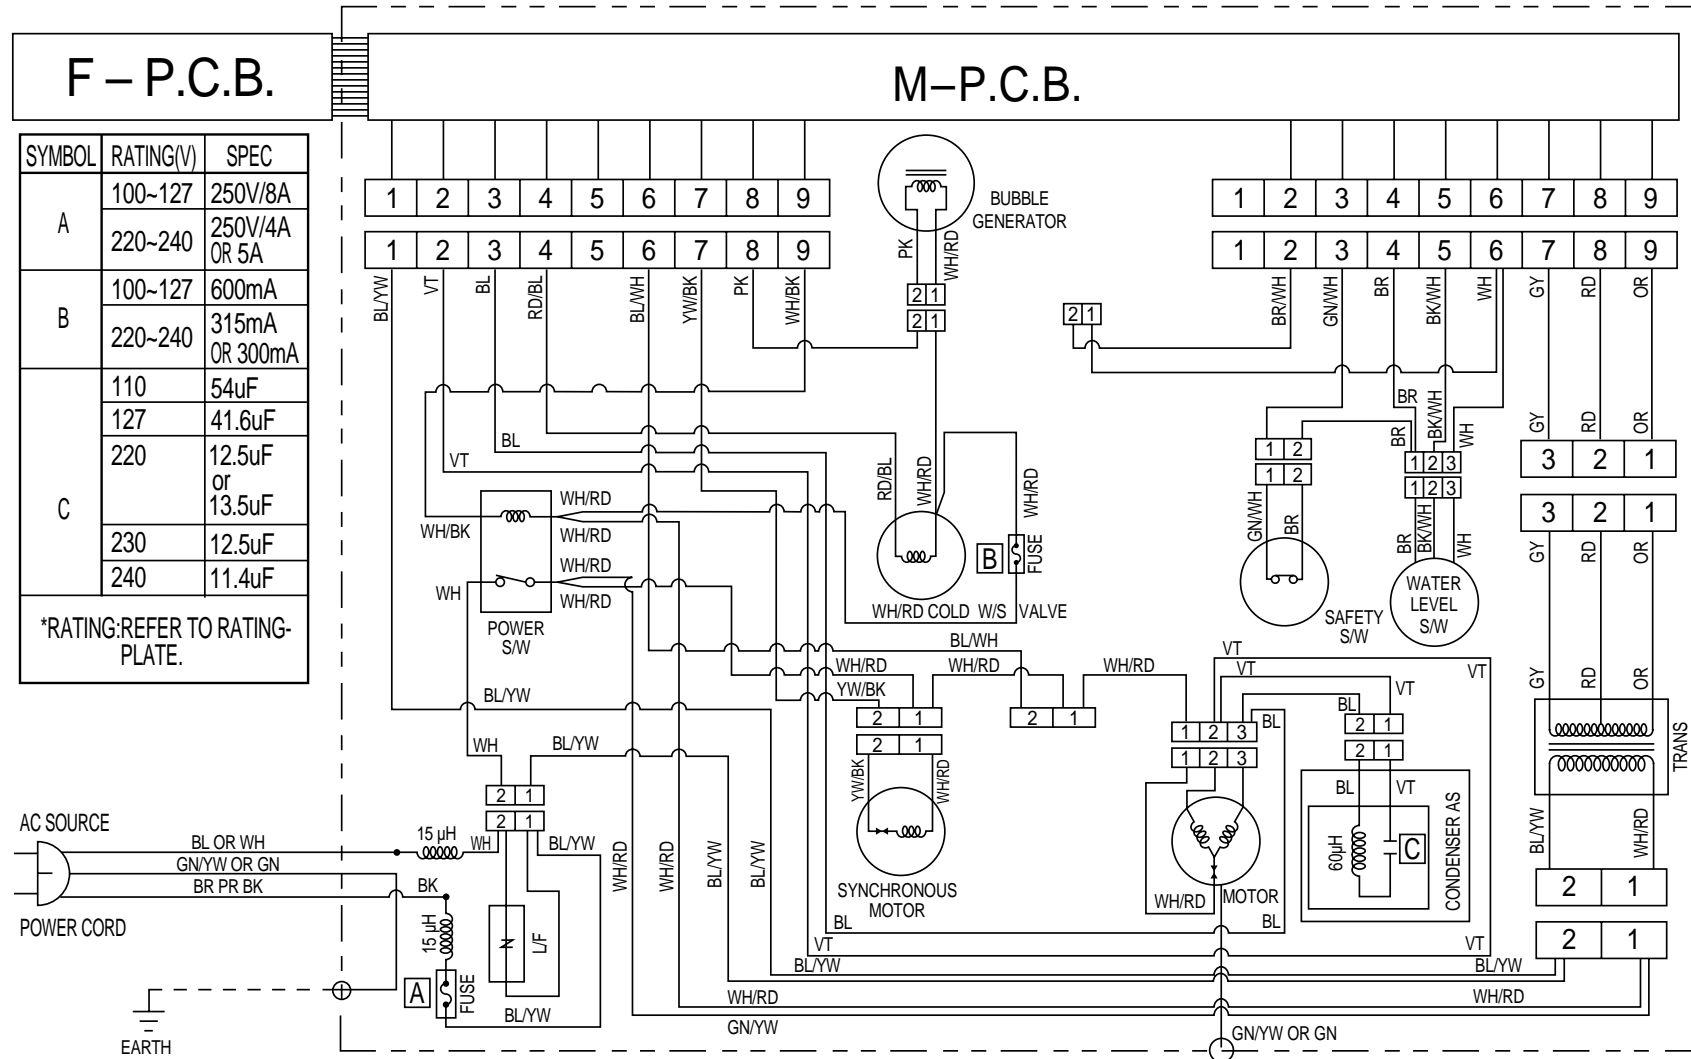 F – P.C.B.
M–P.C.B.
SYMBOL RATING(V) SPEC
A 100~127 250V/8A
220~240 250V/4A
OR 5A
B 100~127 600mA
220~240 315mA
OR 300mA
C 110 54uF
127 41.6uF
220 12.5uF
or
13.5uF
230 12.5uF
240 11.4uF
*RATING:REFER TO RATING-
PLATE.
1 2 3 4 5 6 7 8 9
1 2 3 4 5 6 7 8 9
BL/YW VT BL RD/BL BL/WH YW/BK PK WH/BK
BUBBLE
GENERATOR
PK WH/RD
2 1
2 1
1 2 3 4 5 6 7 8 9
1 2 3 4 5 6 7 8 9
BR/WH GN/WH BR BK/WH WH GY RD OR
2 1
BL
VT
WH/BK
WH/RD
WH/RD
WH/RD
WH/RD
WH
POWER
S/W
RD/BL WH/RD WH/RD
B
FUSE
WH/RD COLD W/S VALVE
BR
BR BK/WH WH
1 2
1 2
GN/WH BR
SAFETY
S/W
1 2 3
1 2 3
BR BK/WH WH
WATER
LEVEL
S/W
GY RD OR
3 2 1
3 2 1
GY RD OR
GY RD OR
TRANS
BL/YW WH/RD
2 1
2 1
BL/WH
WH/RD WH/RD WH/RD
YW/BK
BL/YW
2 1
2 1
YW/BK WH/RD
SYNCHRONOUS
MOTOR
2 1
VT
VT
VT
VT
BL
BL
1 2 3
1 2 3
WH/RD
MOTOR
2 1
2 1
BL VT
60µH
C
CONDENSER AS
WH
BL/YW
2 1
2 1
WH
BL/YW
WH/RD WH/RD BL/YW BL/YW
AC SOURCE
BL OR WH
GN/YW OR GN
BR PR BK
POWER CORD
15 µH
BK
15 µH
A
FUSE
L/F
N
BL/YW
EARTH
BL BL
VT VT
BL/YW BL/YW
WH/RD WH/RD
GN/YW
GN/YW OR GN